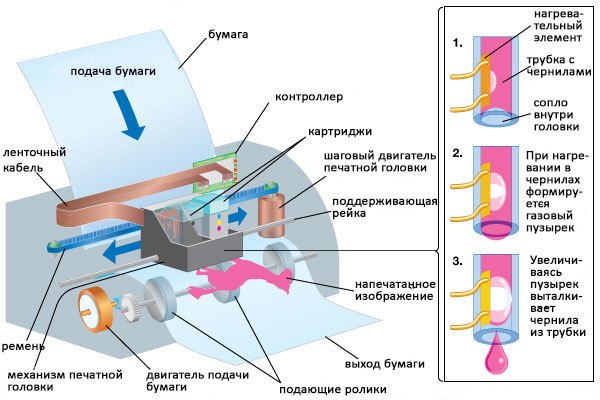 бумага
подача бумаги
контроллер
картриджи
ленточный
кабель
шаговый двигатель
печатной головки
поддерживающая
рейка
напечатанное
изображение
ремень
механизм печатной
головки
двигатель подачи
бумаги
подающие ролики
выход бумаги
1.
нагрева-
тельный
элемент
трубка с
чернилами
сопло
внутри
головки
2.
При нагре-
вании в
чернилах
формируе-
тся
газовый
пузырек
3.
Увеличи-
ваясь
пузырек
выталки-
вает
чернила
из трубки